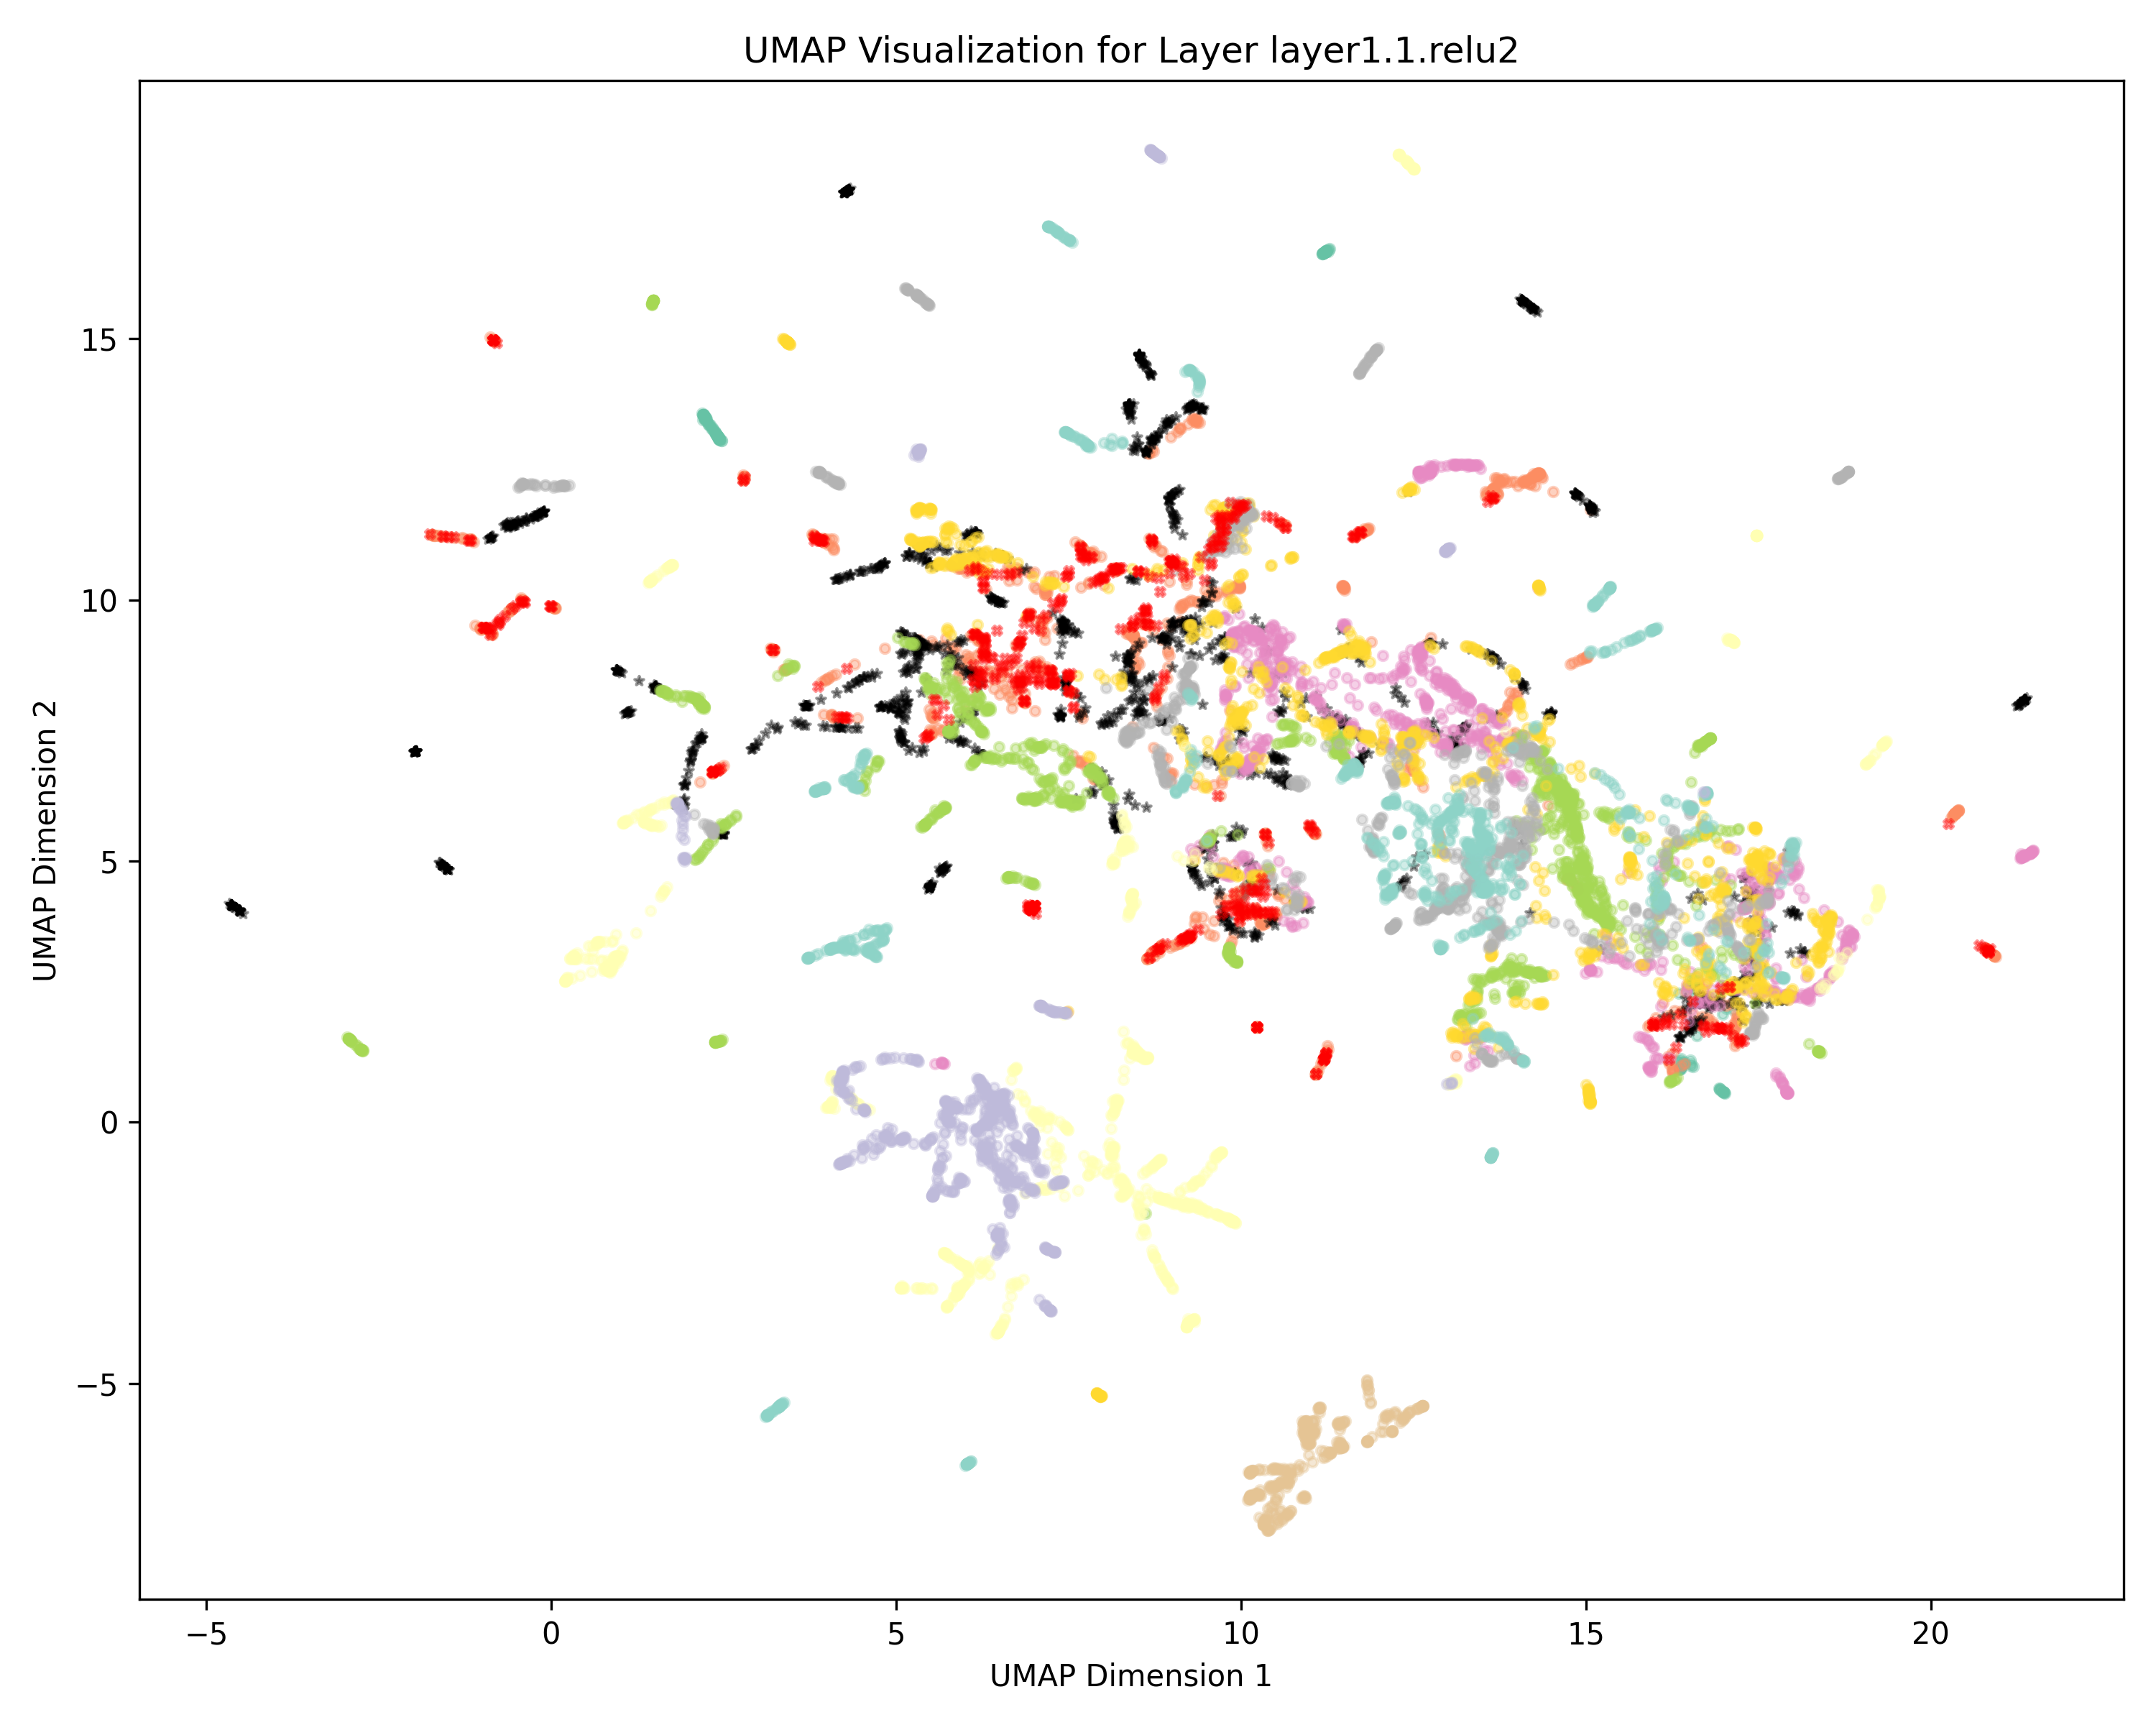 UMAP Visualization for Layer layer1.1.relu2
UMAP Dimension 2
15
10
5
0
−5
−5 0 5 10 15 20
UMAP Dimension 1